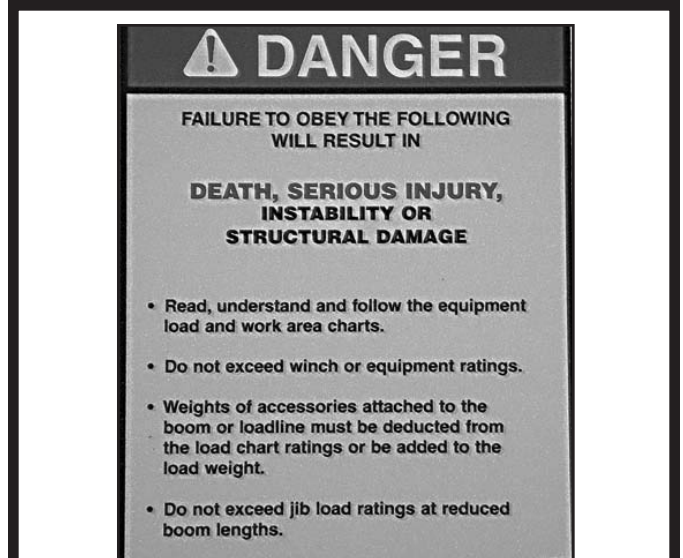 DANGER
FAILURE TO OBEY THE FOLLOWING
WILL RESULT IN
DEATH, SERIOUS INJURY,
INSTABILITY OR
STRUCTURAL DAMAGE
• Read, understand and follow the equipment
load and work area charts.
• Do not exceed winch or equipment ratings.
• Weights of accessories attached to the
boom or loadline must be deducted from
the load chart ratings or be added to the
load weight.
• Do not exceed jib load ratings at reduced
boom lengths.